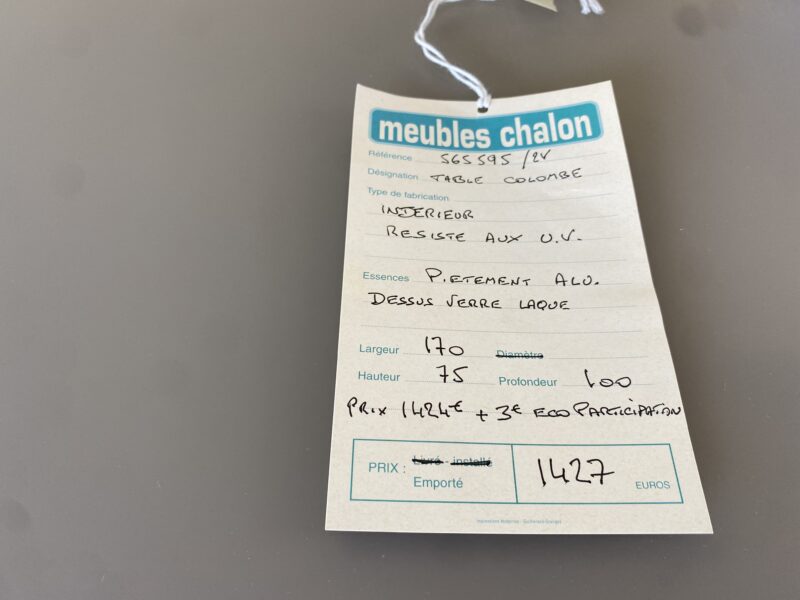 meubles chalon
Référence 565595/2V
Désignation TABLE COLOMBE
Type de fabrication
INTERIEUR
RESISTE AUX U.V.
Essences PIETEMENT ALU.
DESSUS VERRE LAQUE
Largeur 170 Diamètre
Hauteur 75 Profondeur 100
PRIX 1424€ + 3€ ECO PARTICIPATION
PRIX : Livré - installé
Emporté 1427 EUROS